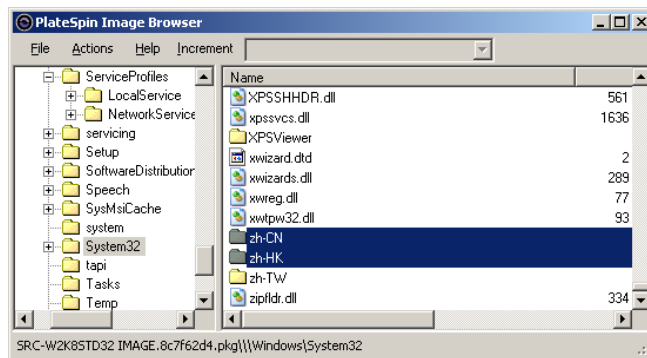 PlateSpin Image Browser
File Actions Help Increment
ServiceProfiles
LocalService
NetworkService
servicing
Setup
SoftwareDistributior
Speech
SysMsiCache
system
System32
tapi
Tasks
Temp
Name
XPSSHHDR.dll 561
xpssvcs.dll 1636
XPSViewer
xwizard.dtd 2
xwizards.dll 289
xwreg.dll 77
xwtpw32.dll 93
zh-CN
zh-HK
zh-TW
zipfldr.dll 334
SRC-W2K8STD32 IMAGE.8c7f62d4.pkg\\\Windows\System32